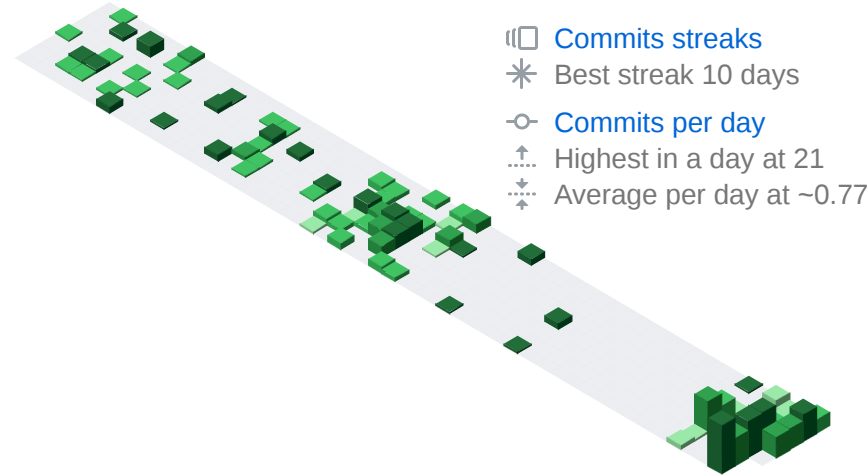 Commits streaks
Best streak 10 days
Commits per day
Highest in a day at 21
Average per day at ~0.77